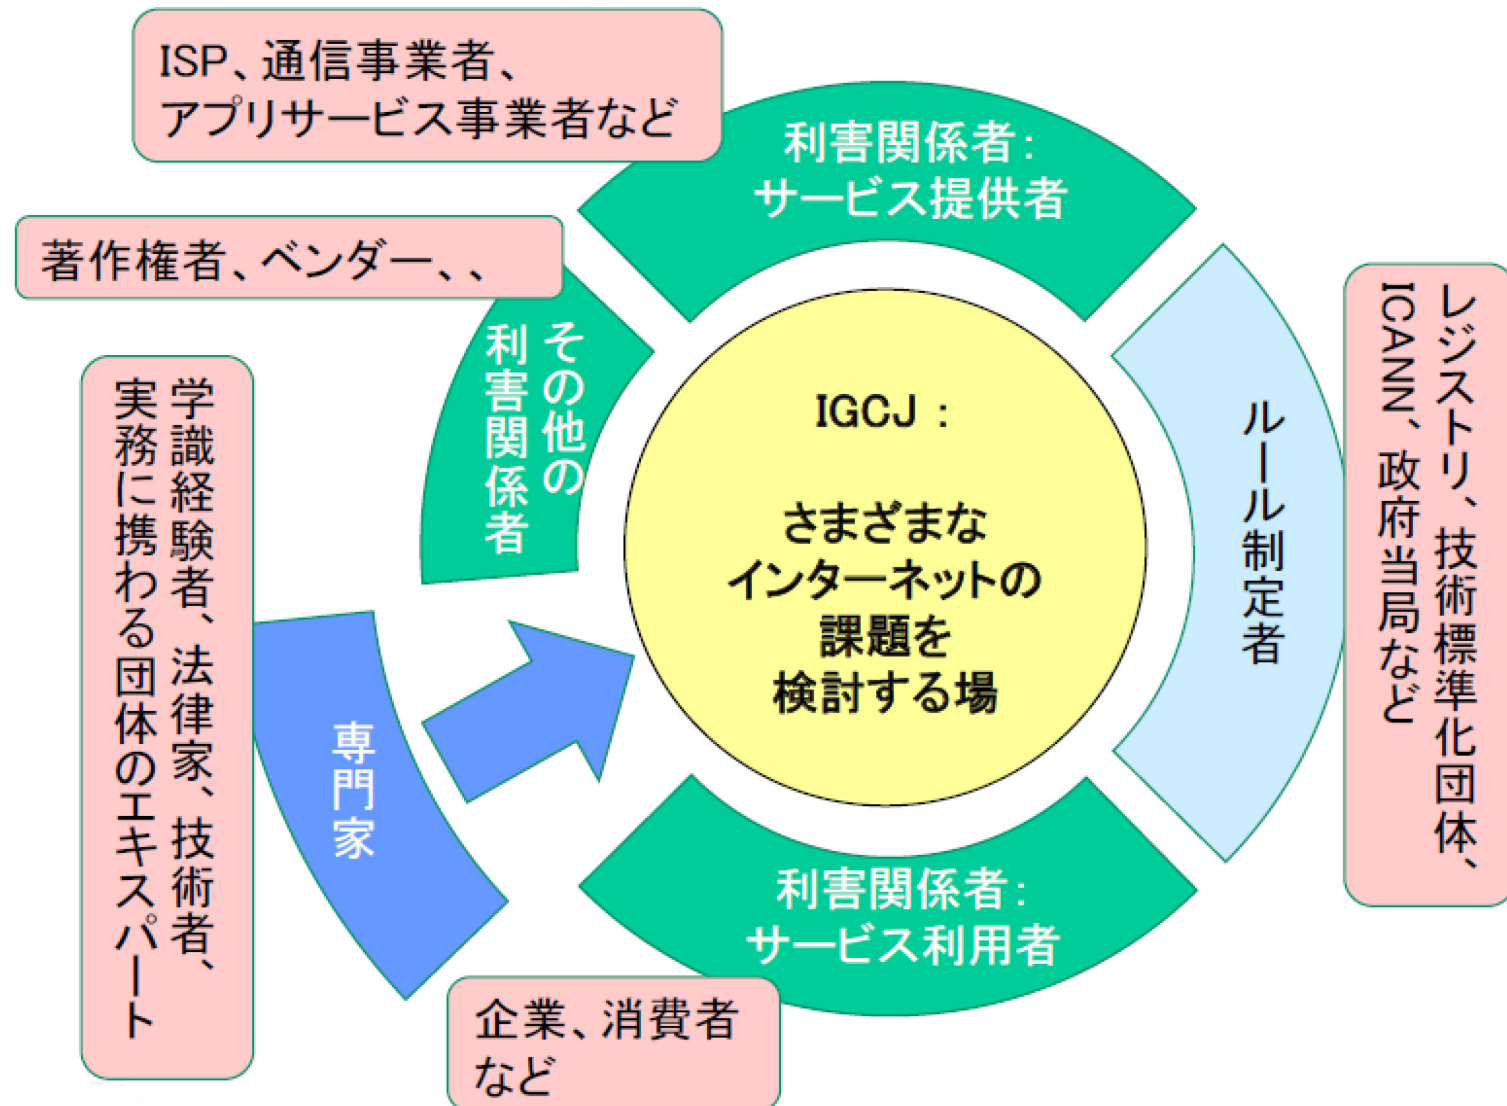 ISP、通信事業者、
アプリサービス事業者など
利害関係者:
サービス提供者
著作権者、ベンダー、、
その他の
利害関係者
IGCJ :
さまざまな
インターネットの
課題を
検討する場
ルール制定者
レジストリ、技術標準化団体、
ICANN、政府当局など
学識経験者、法律家、技術者、
実務に携わる団体のエキスパート
専門家
利害関係者:
サービス利用者
企業、消費者
など